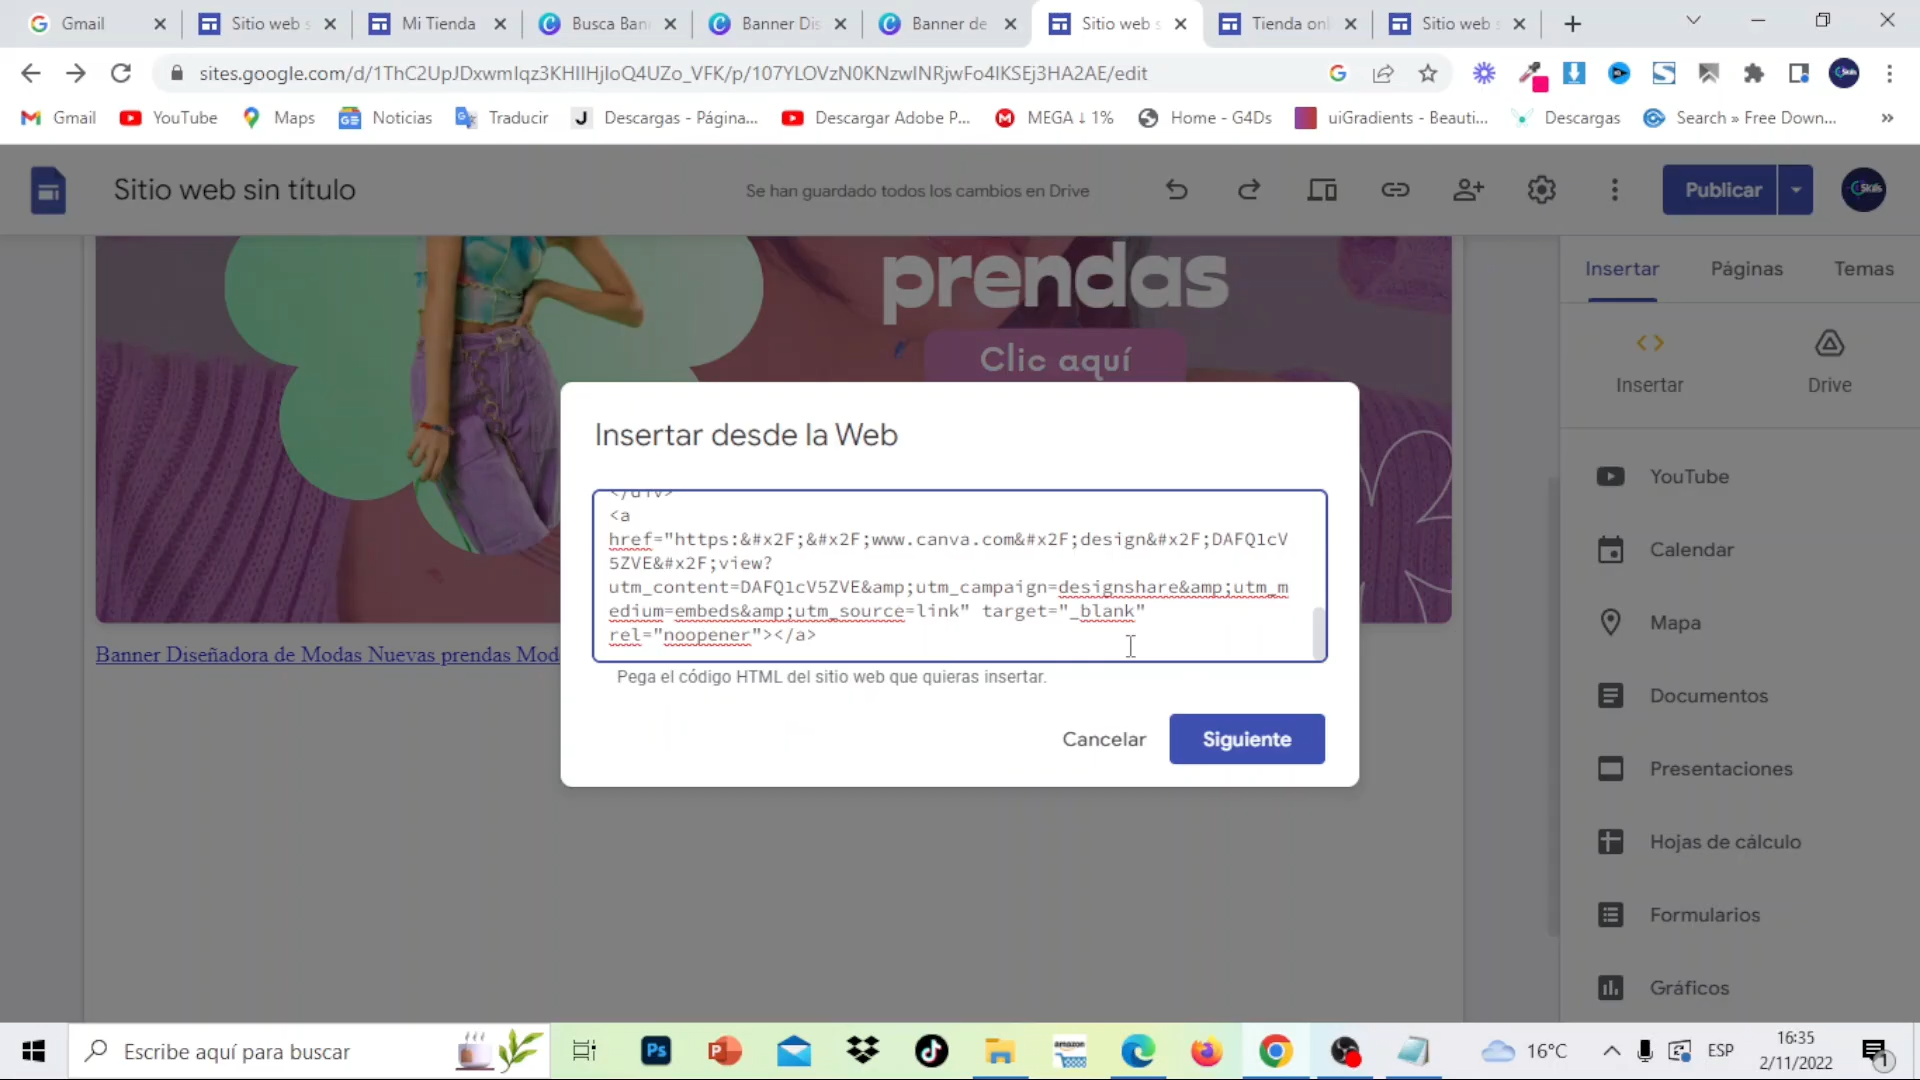 Gmail
Sitio web s
Mi Tienda
Busca Ban
Banner Dis
Banner de
Sitio web s
Tienda onl
Sitio web s
sites.google.com/d/1ThC2UpJDxwmIqz3KHIIHjIoQ4UZo_VFK/p/107YLOVzN0KNzwINRjwFo4IKSEj3HA2AE/edit
Gmail
YouTube
Maps
Noticias
Traducir
Descargas - Página...
Descargar Adobe P...
MEGA ↓ 1%
Home - G4Ds
uiGradients - Beauti...
Descargas
Search » Free Down...
Sitio web sin título
Se han guardado todos los cambios en Drive
Publicar
Insertar
Páginas
Temas
prendas
Clic aquí
Insertar
Drive
Insertar desde la Web
</div>
<a
href="https:&#x2F;&#x2F;www.canva.com&#x2F;design&#x2F;DAFQ1cV
5ZVE&#x2F;view?
utm_content=DAFQ1cV5ZVE&amp;utm_campaign=designshare&amp;utm_m
edium=embeds&amp;utm_source=link" target="_blank"
rel="noopener"></a>
Pega el código HTML del sitio web que quieras insertar.
Cancelar
Siguiente
Banner Diseñadora de Modas Nuevas prendas Mod
YouTube
Calendar
Mapa
Documentos
Presentaciones
Hojas de cálculo
Formularios
Gráficos
Escribe aquí para buscar
Ps
amazon
16°C
ESP
16:35
2/11/2022
1